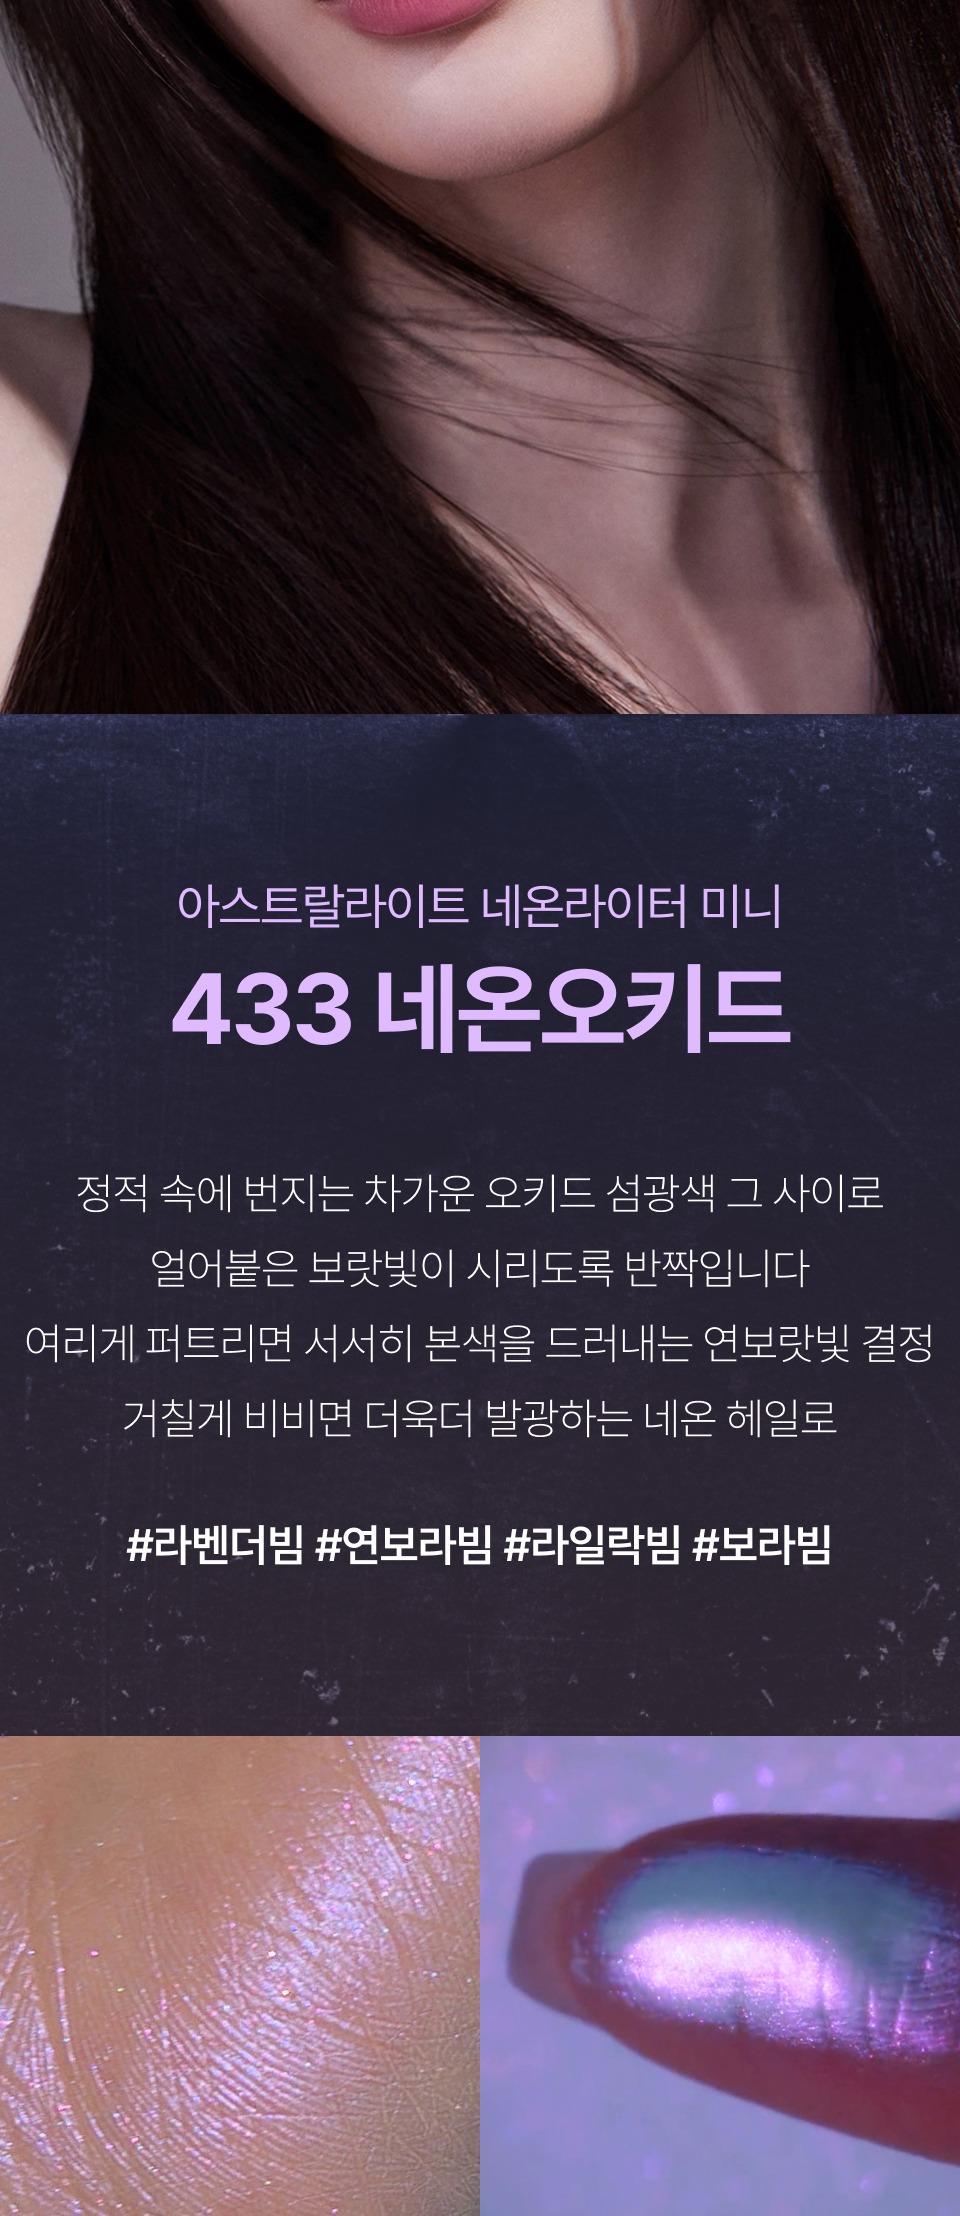 아스트랄라이트 네온라이터 미니
433 네온오키드
정적 속에 번지는 차가운 오키드 섬광색 그 사이로
얼어붙은 보랏빛이 시리도록 반짝입니다
여리게 퍼트리면 서서히 본색을 드러내는 연보랏빛 결정
거칠게 비비면 더욱더 발광하는 네온 헤일로
#라벤더빔 #연보라빔 #라일락빔 #보라빔